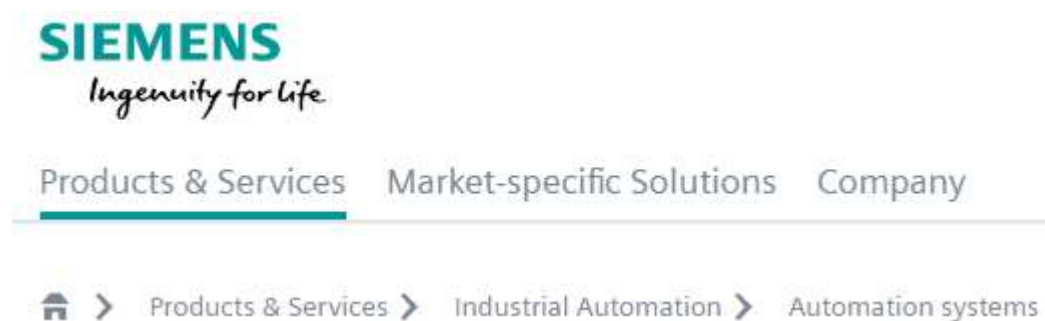 SIEMENS
Ingenuity for life
Products & Services Market-specific Solutions Company
Products & Services Industrial Automation Automation systems